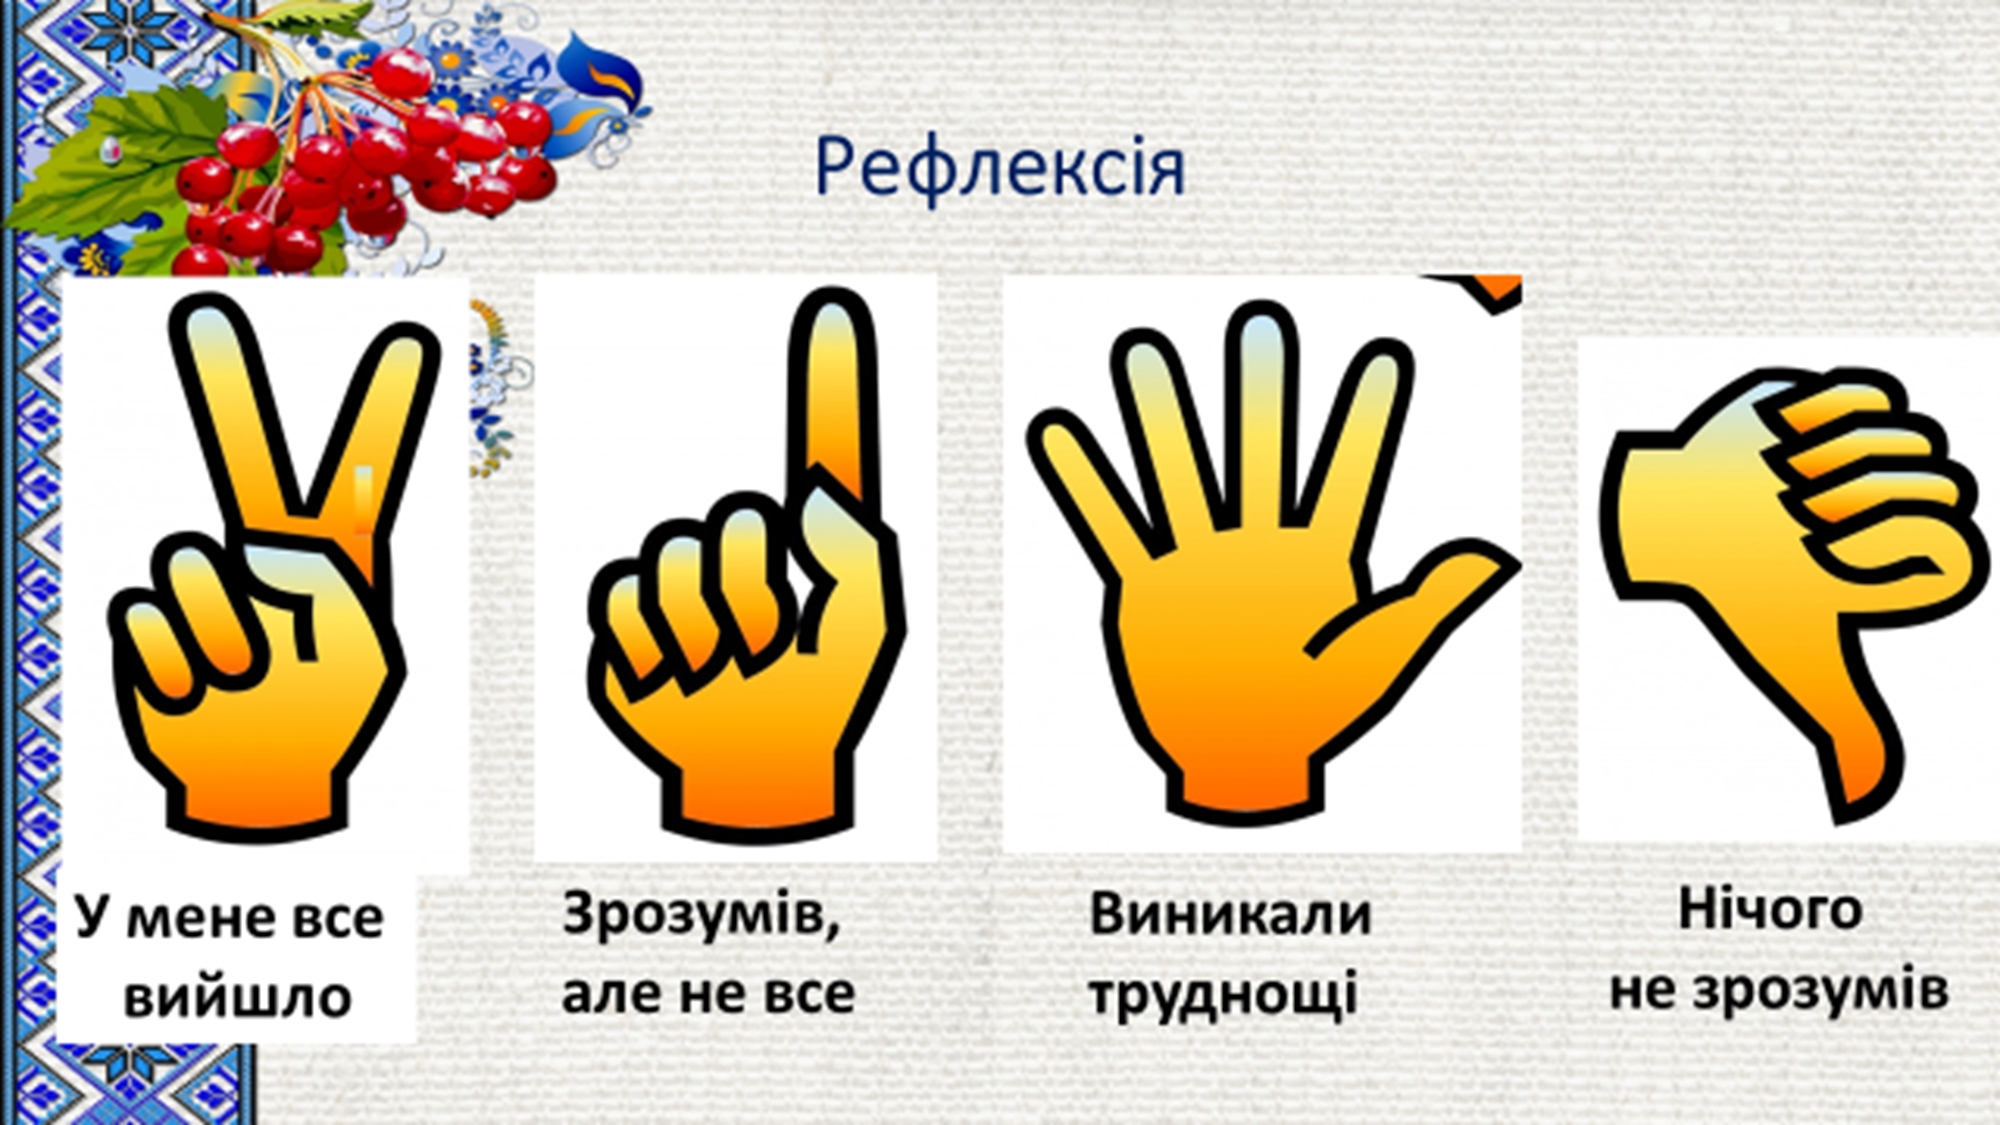 Рефлексія
У мене все
вийшло
Зрозумів,
але не все
Виникали
труднощі
Нічого
не зрозумів